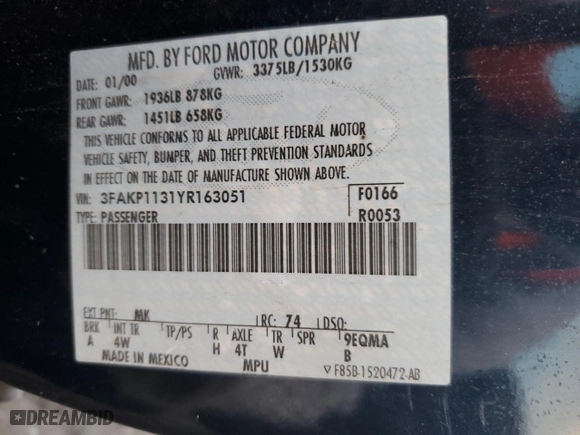 MFD. BY FORD MOTOR COMPANY
DATE: 01/00 GVWR: 3375LB/1530KG
FRONT GAWR: 1936LB 878KG
REAR GAWR: 1451LB 658KG
THIS VEHICLE CONFORMS TO ALL APPLICABLE FEDERAL MOTOR
VEHICLE SAFETY, BUMPER, AND THEFT PREVENTION STANDARDS
IN EFFECT ON THE DATE OF MANUFACTURE SHOWN ABOVE.
VIN: 3FAKP1131YR163051 F0166
TYPE: PASSENGER R0053
EXT PNT: MK RC: 74 DSO:
BRK INT TR TP/PS R AXLE TR SPR 9EQMA
A 4W H 4T W B
MADE IN MEXICO MPU
F85B-1520472-AB
DREAMBID